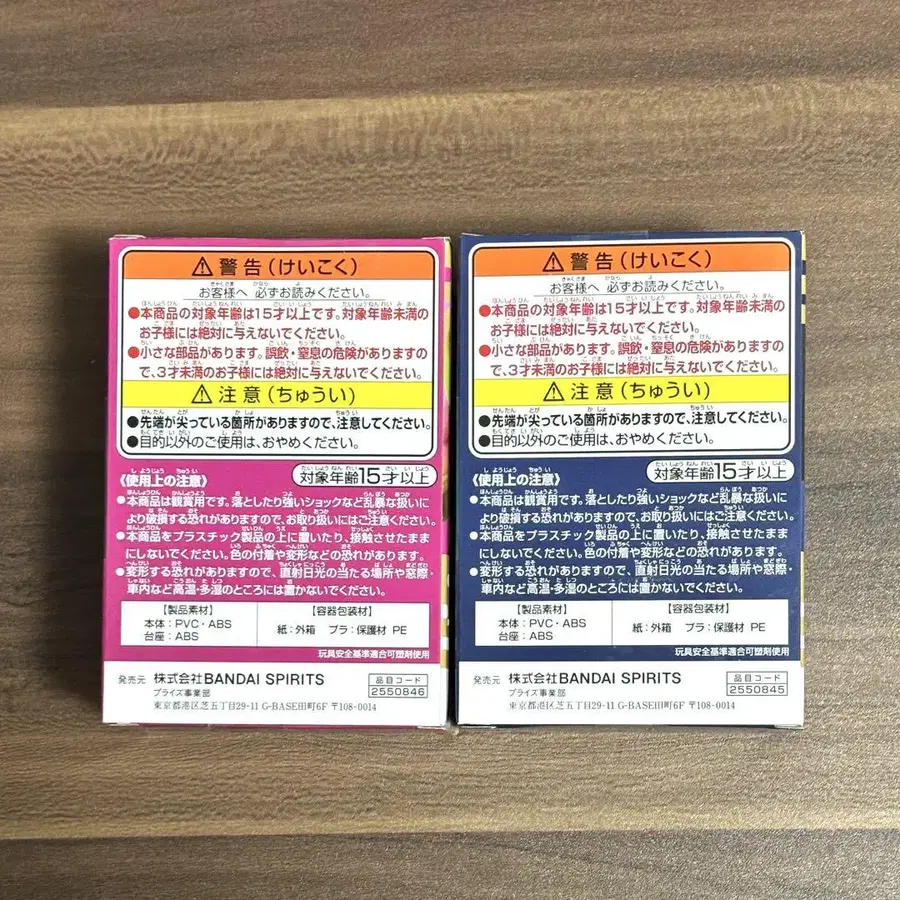 ⚠警告(けいこく)
お客様へ 必ずお読みください。
●本商品の対象年齢は15才以上です。対象年齢未満の
お子様には絶対に与えないでください。
●小さな部品があります。誤飲・窒息の危険がありますの
で、3才未満のお子様には絶対に与えないでください。
⚠注意(ちゅうい)
●先端が尖っている箇所がありますので、注意してください。
●目的以外のご使用は、おやめください。
《使用上の注意》
対象年齢15才以上
●本商品は観賞用です。落としたり強いショックなど乱暴な扱いに
より破損する恐れがありますので、お取り扱いにはご注意ください。
●本商品をプラスチック製品の上に置いたり、接触させたまま
にしないでください。色の付着や変形などの恐れがあります。
●変形する恐れがありますので、直射日光の当たる場所や窓際・
車内など高温・多湿のところには置かないでください。
【製品素材】
本体:PVC・ABS
台座:ABS
【容器包装材】
紙:外箱 プラ:保護材 PE
玩具安全基準適合可塑剤使用
発売元 株式会社BANDAI SPIRITS
プライズ事業部
東京都港区芝五丁目29-11 G-BASE田町6F 〒108-0014
品目コード
2550846
⚠警告(けいこく)
お客様へ 必ずお読みください。
●本商品の対象年齢は15才以上です。対象年齢未満の
お子様には絶対に与えないでください。
●小さな部品があります。誤飲・窒息の危険がありますの
で、3才未満のお子様には絶対に与えないでください。
⚠注意(ちゅうい)
●先端が尖っている箇所がありますので、注意してください。
●目的以外のご使用は、おやめください。
《使用上の注意》
対象年齢15才以上
●本商品は観賞用です。落としたり強いショックなど乱暴な扱いに
より破損する恐れがありますので、お取り扱いにはご注意ください。
●本商品をプラスチック製品の上に置いたり、接触させたまま
にしないでください。色の付着や変形などの恐れがあります。
●変形する恐れがありますので、直射日光の当たる場所や窓際・
車内など高温・多湿のところには置かないでください。
【製品素材】
本体:PVC・ABS
台座:ABS
【容器包装材】
紙:外箱 プラ:保護材 PE
玩具安全基準適合可塑剤使用
発売元 株式会社BANDAI SPIRITS
プライズ事業部
東京都港区芝五丁目29-11 G-BASE田町6F 〒108-0014
品目コード
2550845